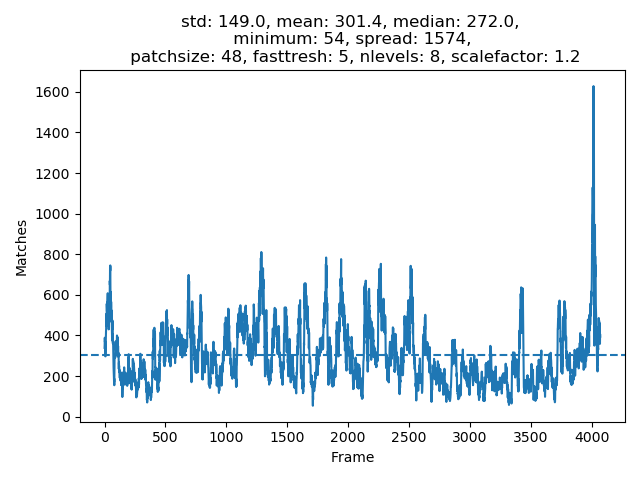 std: 149.0, mean: 301.4, median: 272.0,
minimum: 54, spread: 1574,
patchsize: 48, fasttresh: 5, nlevels: 8, scalefactor: 1.2
1600
1400
1200
1000
800
600
400
200
0
Matches
0 500 1000 1500 2000 2500 3000 3500 4000
Frame